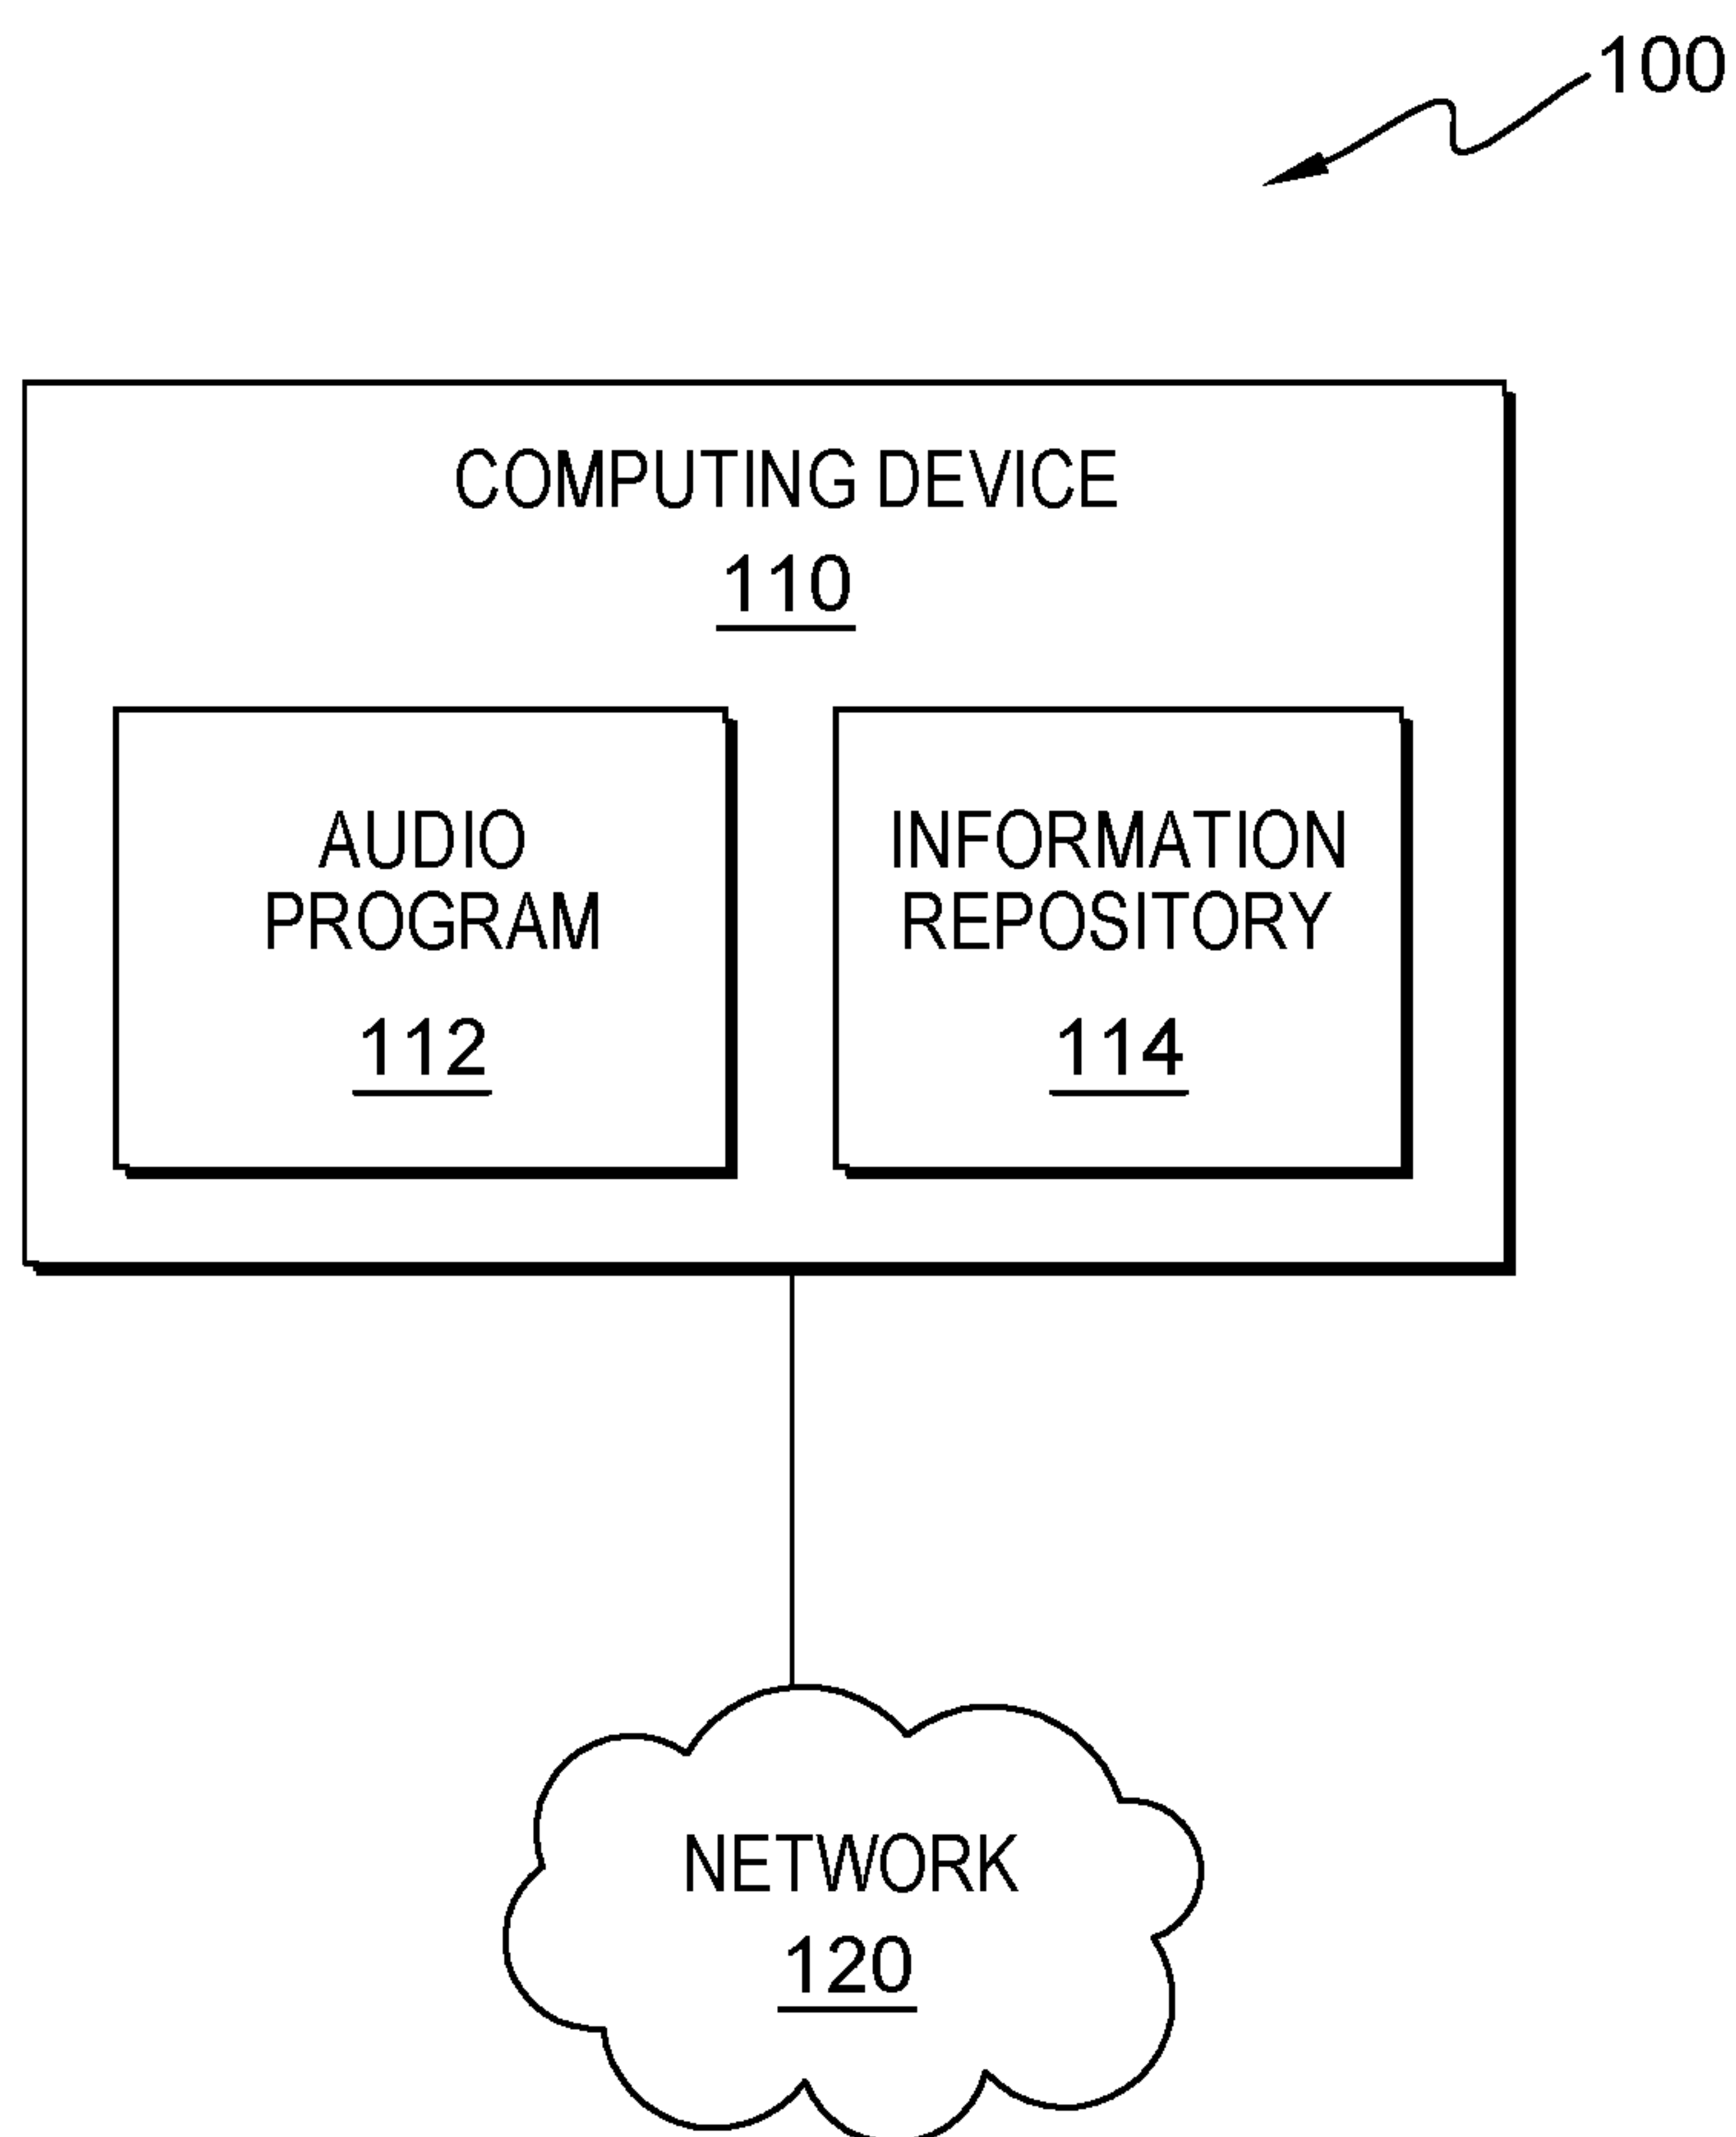 100
COMPUTING DEVICE
110
AUDIO
PROGRAM
112
INFORMATION
REPOSITORY
114
NETWORK
120